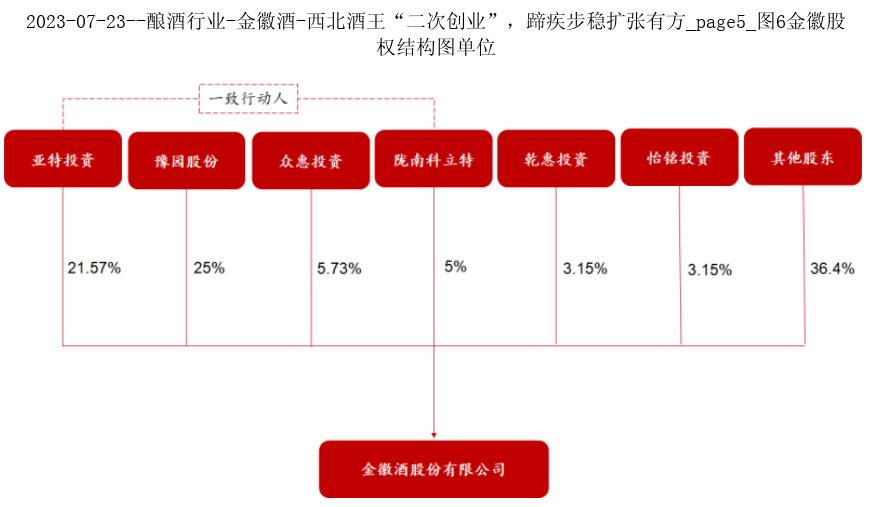 2023-07-23--酿酒行业-金徽酒-西北酒王“二次创业”，蹄疾步稳扩张有方_page5_图6金徽股
权结构图单位
一致行动人
亚特投资
豫园股份
众惠投资
陇南科立特
乾惠投资
怡铭投资
其他股东
21.57%
25%
5.73%
5%
3.15%
3.15%
36.4%
金徽酒股份有限公司